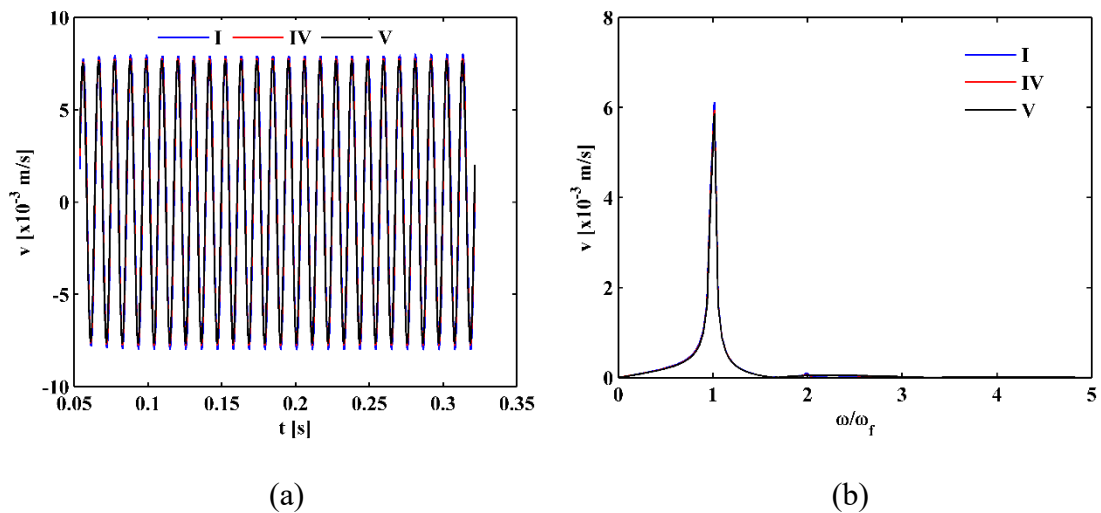 10
5
0
-5
-10
v [x10⁻³ m/s]
I IV V
0.05 0.1 0.15 0.2 0.25 0.3 0.35
t [s]
(a)
8
6
4
2
0
v [x10⁻³ m/s]
I
IV
V
0 1 2 3 4 5
ω/ω_f
(b)